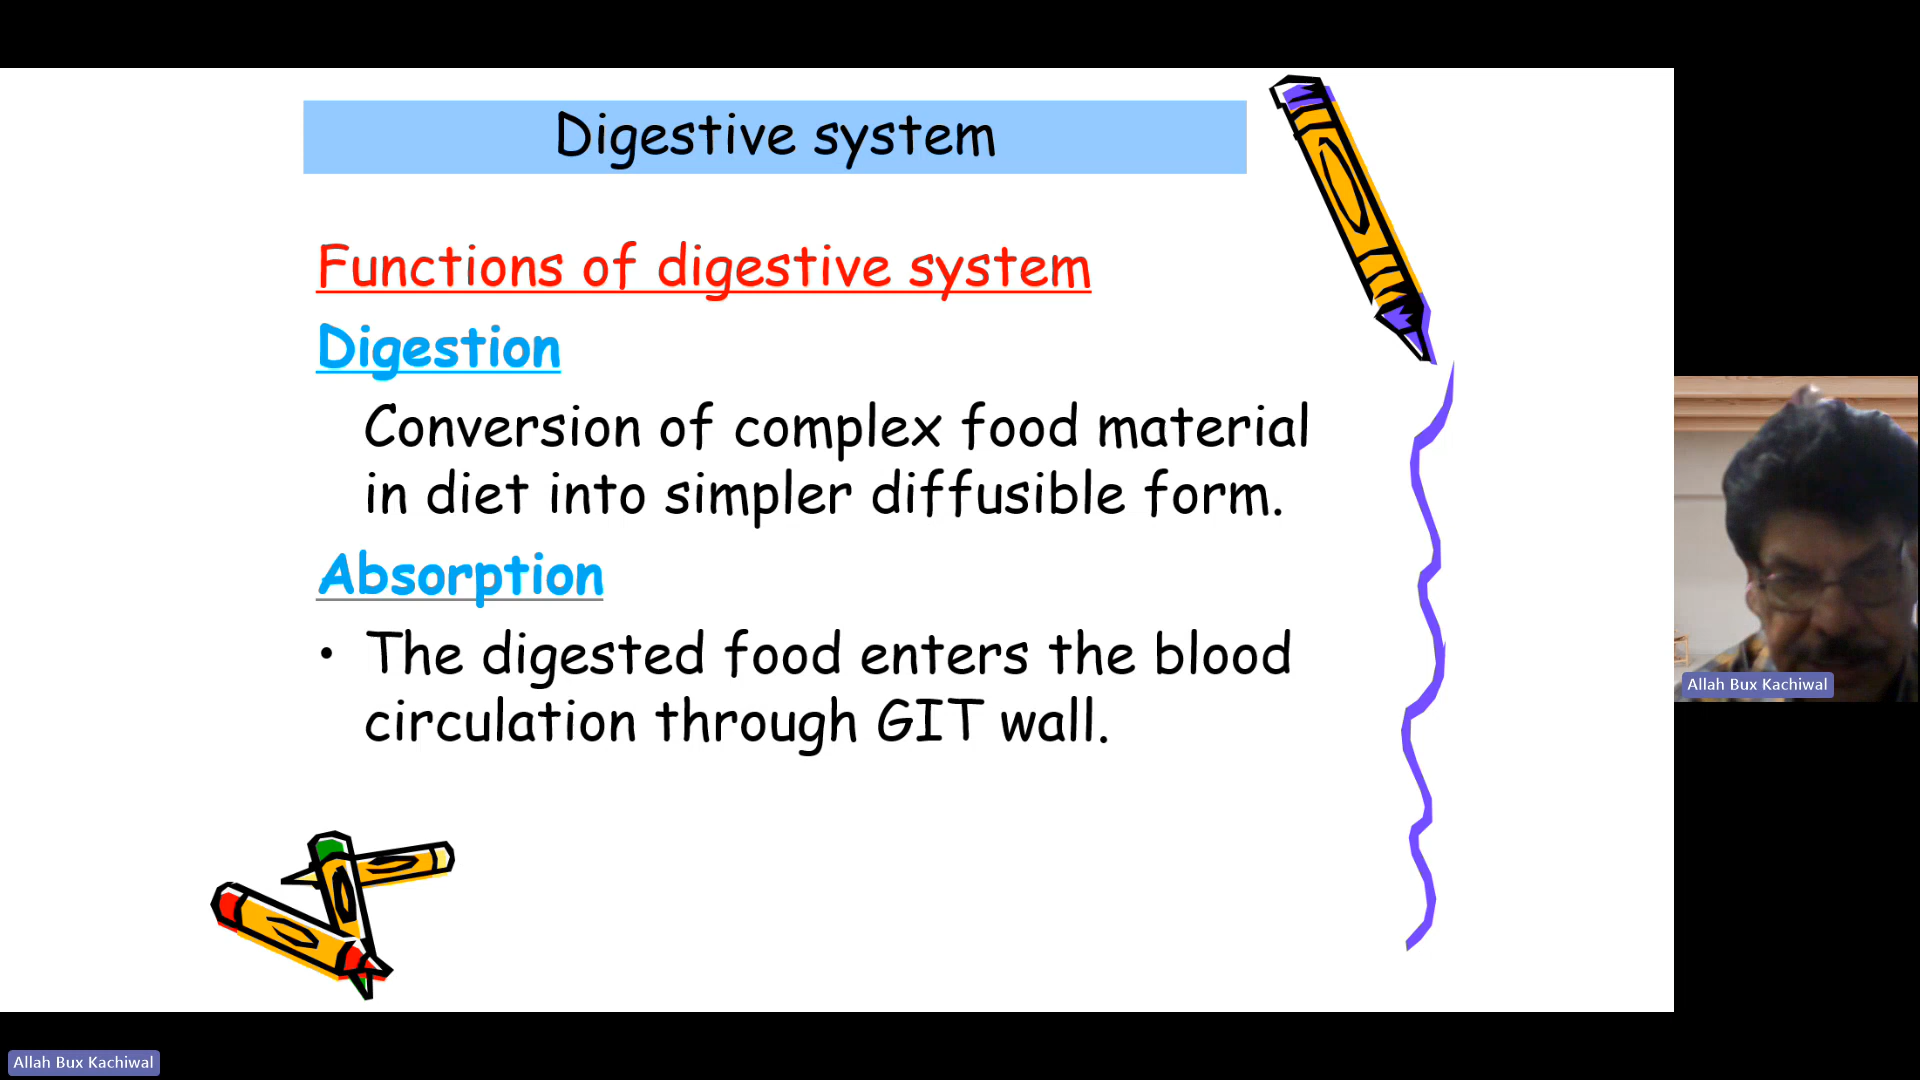 Digestive system
Functions of digestive system
Digestion
Conversion of complex food material
in diet into simpler diffusible form.
Absorption
• The digested food enters the blood
circulation through GIT wall.
Allah Bux Kachiwal
Allah Bux Kachiwal